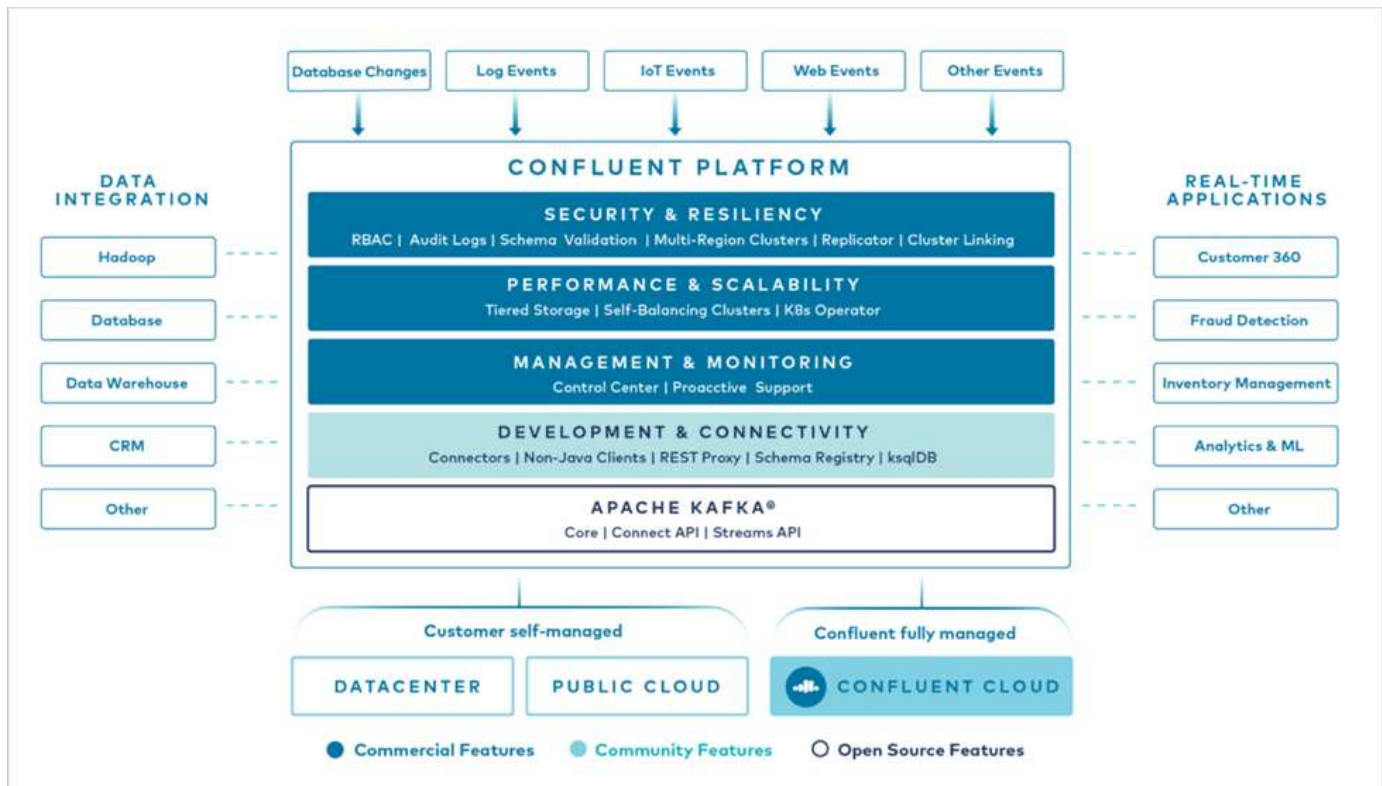 Database Changes
Log Events
IoT Events
Web Events
Other Events
CONFLUENT PLATFORM
DATA
INTEGRATION
Hadoop
Database
Data Warehouse
CRM
Other
SECURITY & RESILIENCY
RBAC | Audit Logs | Schema Validation | Multi-Region Clusters | Replicator | Cluster Linking
PERFORMANCE & SCALABILITY
Tiered Storage | Self-Balancing Clusters | K8s Operator
MANAGEMENT & MONITORING
Control Center | Proacctive Support
DEVELOPMENT & CONNECTIVITY
Connectors | Non-Java Clients | REST Proxy | Schema Registry | ksqlDB
APACHE KAFKA®
Core | Connect API | Streams API
REAL-TIME
APPLICATIONS
Customer 360
Fraud Detection
Inventory Management
Analytics & ML
Other
Customer self-managed
Confluent fully managed
DATACENTER
PUBLIC CLOUD
CONFLUENT CLOUD
Commercial Features
Community Features
Open Source Features